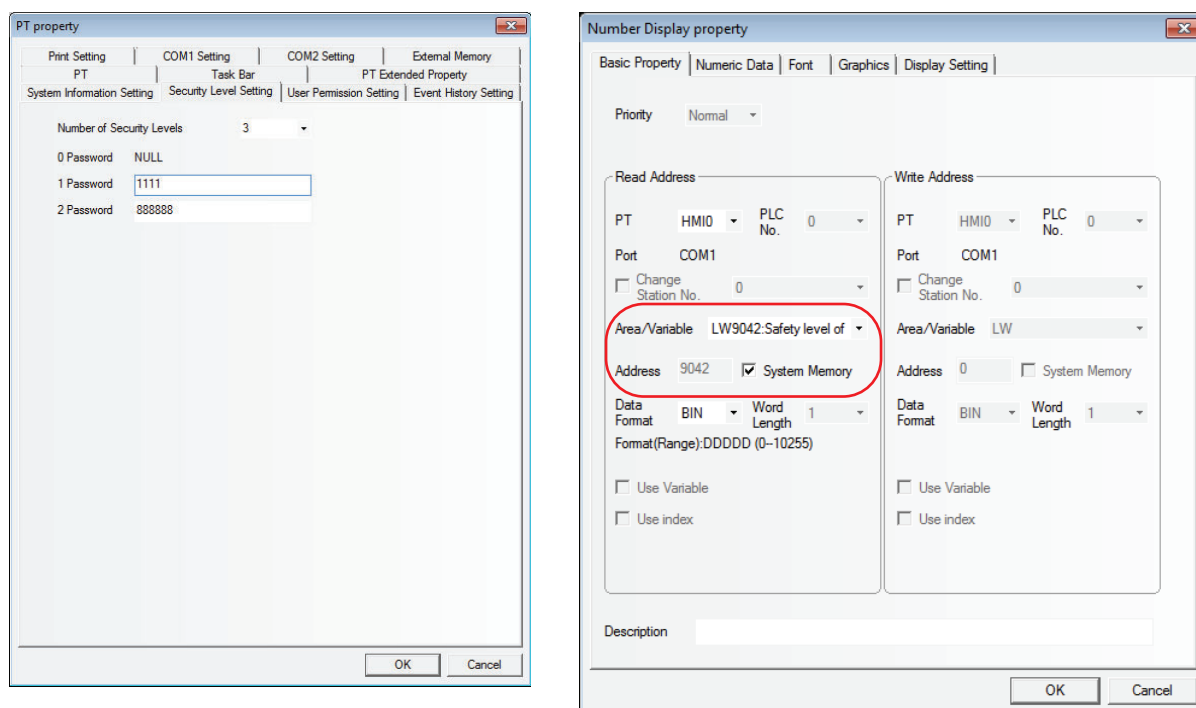 PT property
Print Setting COM1 Setting COM2 Setting External Memory
PT Task Bar PT Extended Property
System Information Setting Security Level Setting User Permission Setting Event History Setting
Number of Security Levels 3
0 Password NULL
1 Password 1111
2 Password 888888
OK Cancel
Number Display property
Basic Property Numeric Data Font Graphics Display Setting
Priority Normal
Read Address
PT HMI0 PLC No. 0
Port COM1
Change Station No. 0
Area/Variable LW9042:Safety level of
Address 9042 System Memory
Data Format BIN Word Length 1
Format(Range):DDDDD (0--10255)
Use Variable
Use index
Write Address
PT HMI0 PLC No. 0
Port COM1
Change Station No. 0
Area/Variable LW
Address 0 System Memory
Data Format BIN Word Length 1
Use Variable
Use index
Description
OK Cancel